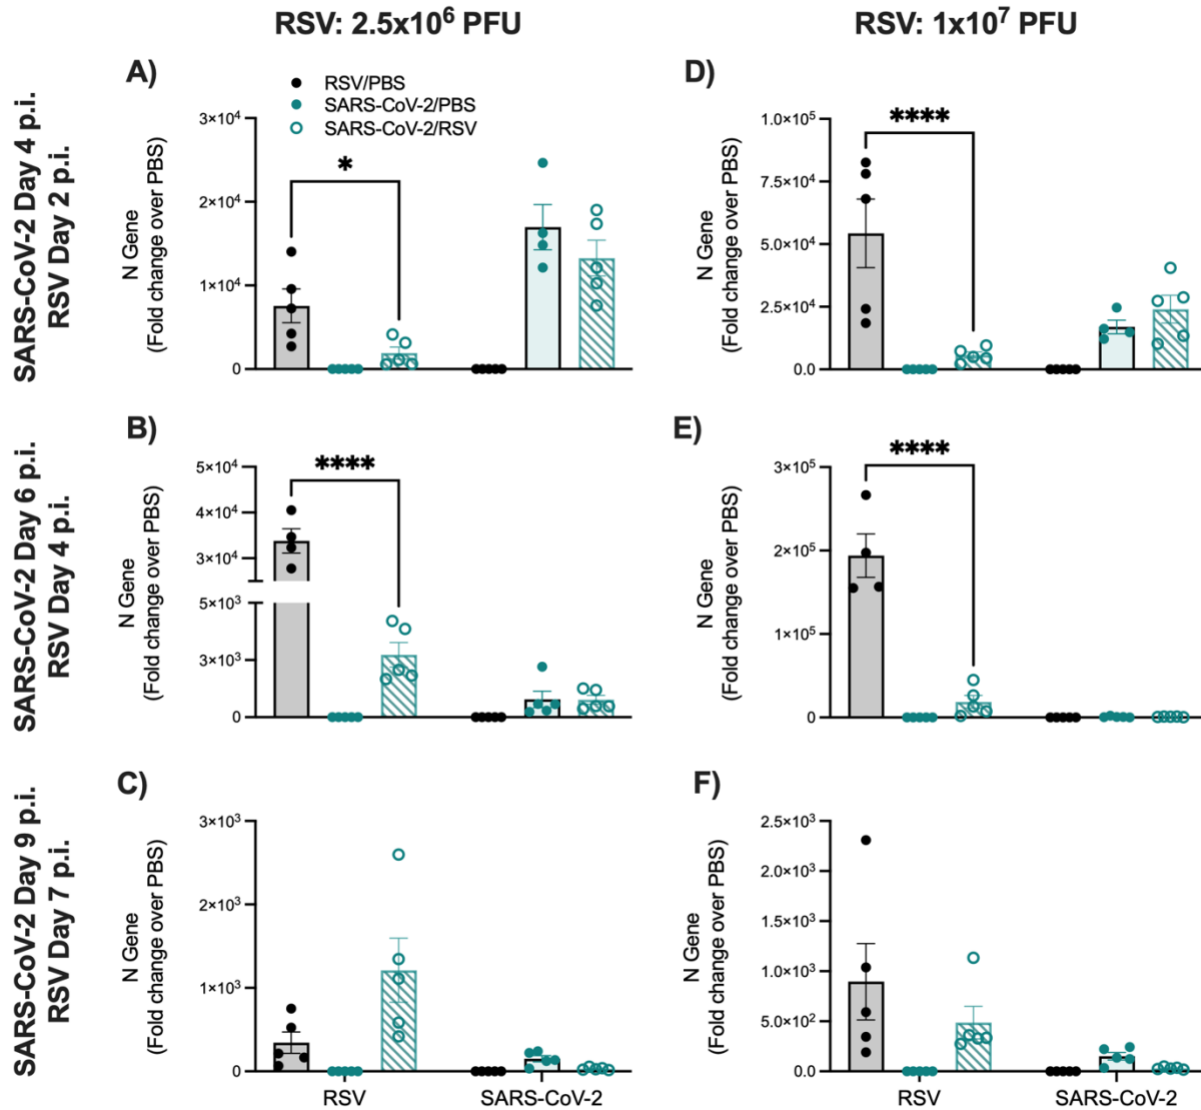 RSV: 2.5x10⁶ PFU
RSV: 1x10⁷ PFU
SARS-CoV-2 Day 4 p.i.
RSV Day 2 p.i.
A)
RSV/PBS
SARS-CoV-2/PBS
SARS-CoV-2/RSV
N Gene
(Fold change over PBS)
3×10⁴
2×10⁴
1×10⁴
0
*
D)
N Gene
(Fold change over PBS)
1.0×10⁵
7.5×10⁴
5.0×10⁴
2.5×10⁴
0.0
****
SARS-CoV-2 Day 6 p.i.
RSV Day 4 p.i.
B)
N Gene
(Fold change over PBS)
5×10⁴
4×10⁴
3×10⁴
5×10³
3×10³
0
****
E)
N Gene
(Fold change over PBS)
3×10⁵
2×10⁵
1×10⁵
0
****
SARS-CoV-2 Day 9 p.i.
RSV Day 7 p.i.
C)
N Gene
(Fold change over PBS)
3×10³
2×10³
1×10³
0
RSV
SARS-CoV-2
F)
N Gene
(Fold change over PBS)
2.5×10³
2.0×10³
1.5×10³
1.0×10³
5.0×10²
0.0
RSV
SARS-CoV-2